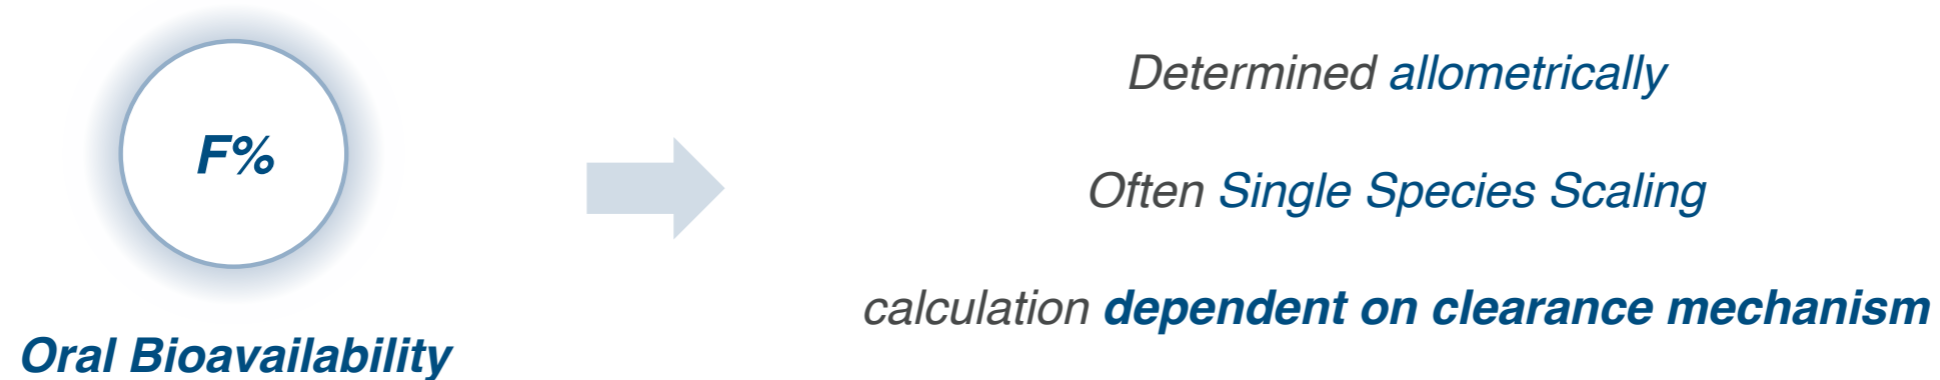 F%
Oral Bioavailability
Determined allometrically
Often Single Species Scaling
calculation dependent on clearance mechanism